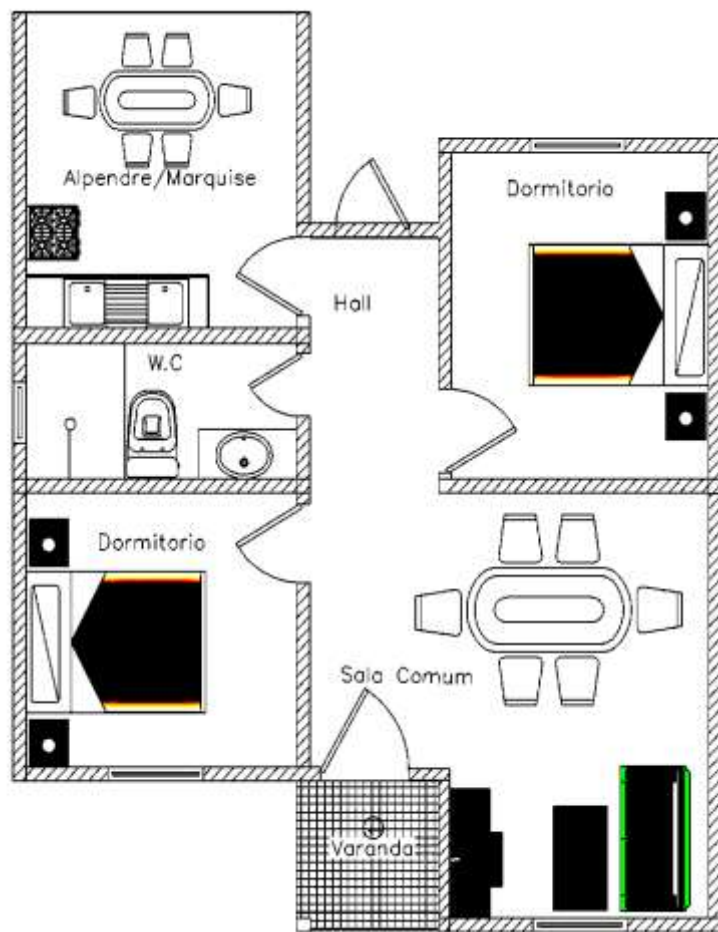 Alpendre/Marquise
Dormitorio
Hall
W.C
Dormitorio
Sala Comum
Varanda